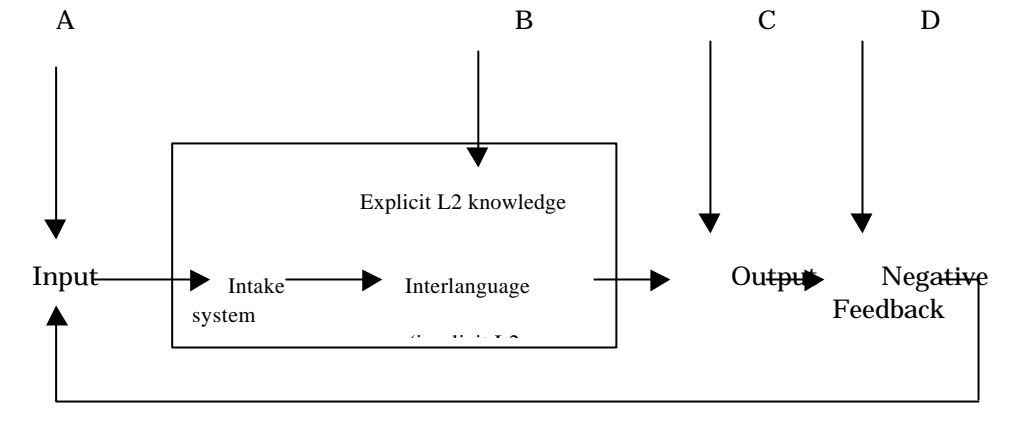 A B C D
Explicit L2 knowledge
Input Intake Interlanguage Output Negative
system Feedback